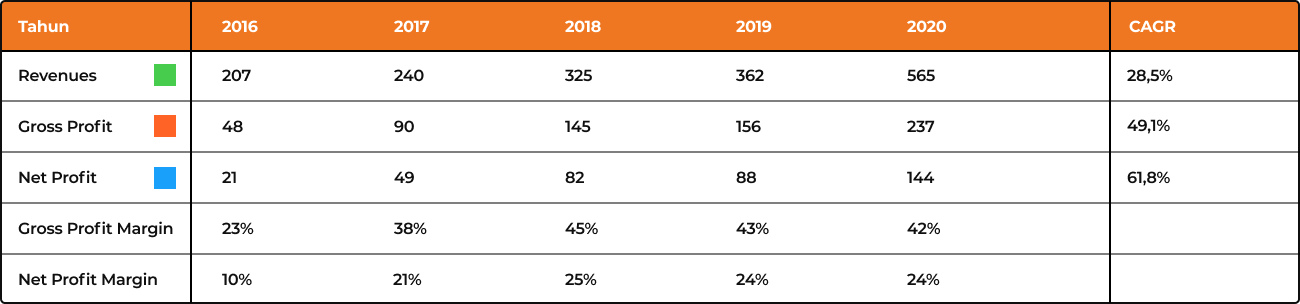 Tahun 2016 2017 2018 2019 2020 CAGR
Revenues 207 240 325 362 565 28,5%
Gross Profit 48 90 145 156 237 49,1%
Net Profit 21 49 82 88 144 61,8%
Gross Profit Margin 23% 38% 45% 43% 42%
Net Profit Margin 10% 21% 25% 24% 24%